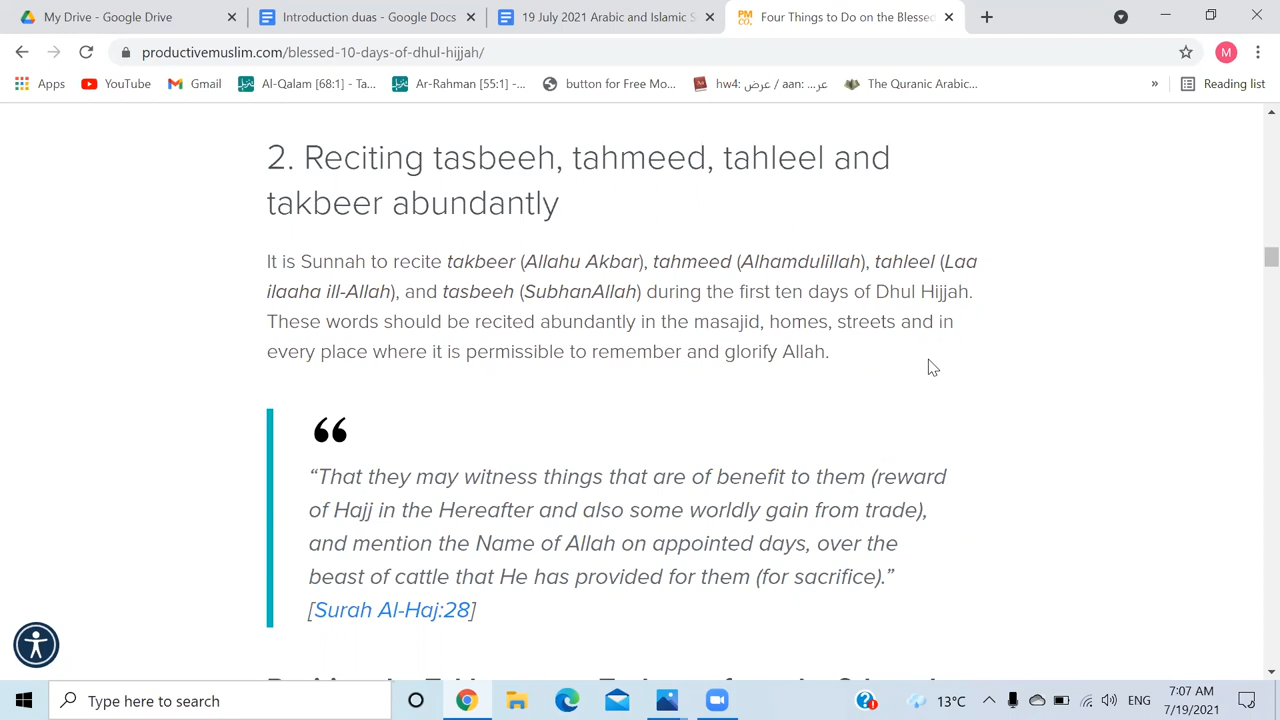 My Drive - Google Drive
Introduction duas - Google Docs
19 July 2021 Arabic and Islamic S
PM CO.
Four Things to Do on the Blessed
productivemuslim.com/blessed-10-days-of-dhul-hijjah/
M
Apps
YouTube
Gmail
Al-Qalam [68:1] - Ta...
Ar-Rahman [55:1] -...
button for Free Mo...
hw4: عر... / aan: عرض
The Quranic Arabic...
»
Reading list
2. Reciting tasbeeh, tahmeed, tahleel and
takbeer abundantly
It is Sunnah to recite takbeer (Allahu Akbar), tahmeed (Alhamdulillah), tahleel (Laa
ilaaha ill-Allah), and tasbeeh (SubhanAllah) during the first ten days of Dhul Hijjah.
These words should be recited abundantly in the masajid, homes, streets and in
every place where it is permissible to remember and glorify Allah.
“
“That they may witness things that are of benefit to them (reward
of Hajj in the Hereafter and also some worldly gain from trade),
and mention the Name of Allah on appointed days, over the
beast of cattle that He has provided for them (for sacrifice).”
[Surah Al-Haj:28]
Type here to search
13°C
ENG
7:07 AM
7/19/2021